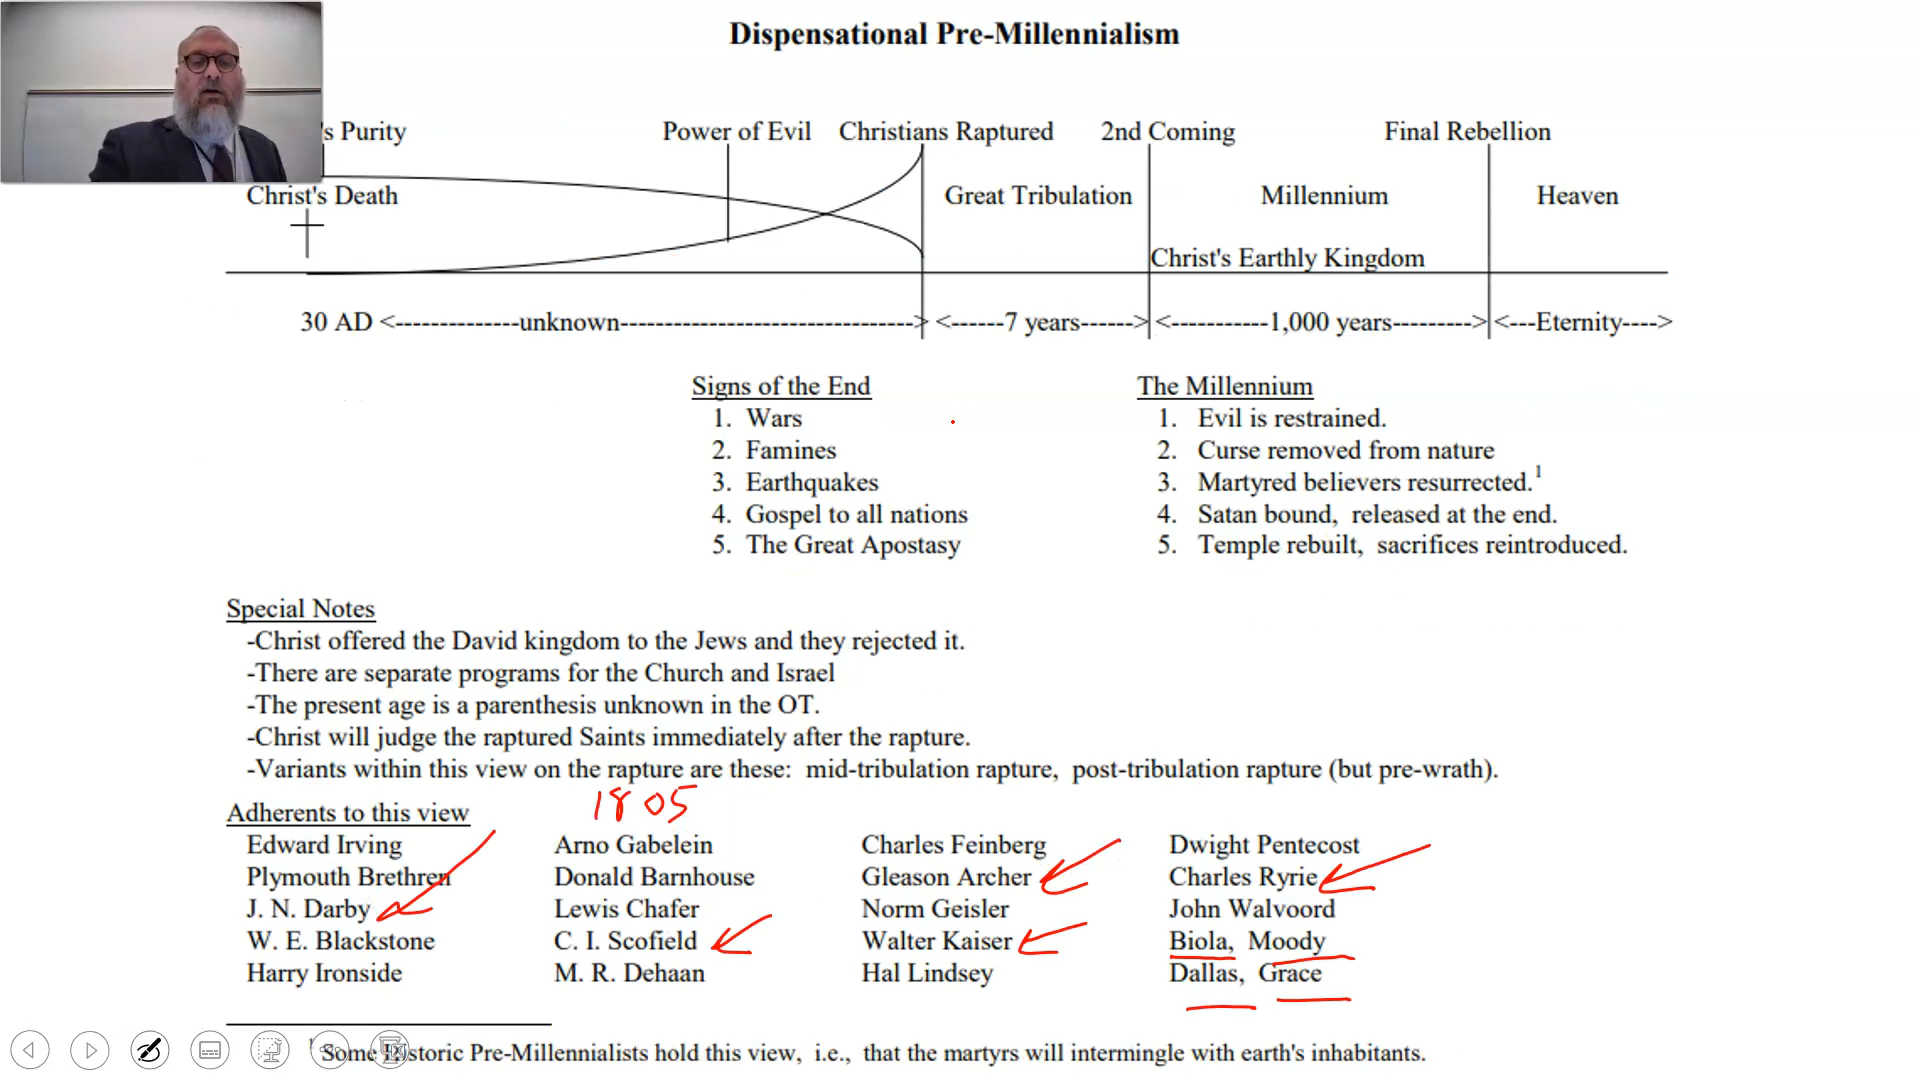 Dispensational Pre-Millennialism
's Purity
Power of Evil
Christians Raptured
2nd Coming
Final Rebellion
Christ's Death
Great Tribulation
Millennium
Heaven
Christ's Earthly Kingdom
30 AD <--------------unknown---------------------------------> <------7 years------> <-----------1,000 years---------> <---Eternity---->
Signs of the End
1. Wars
2. Famines
3. Earthquakes
4. Gospel to all nations
5. The Great Apostasy
The Millennium
1. Evil is restrained.
2. Curse removed from nature
3. Martyred believers resurrected.1
4. Satan bound, released at the end.
5. Temple rebuilt, sacrifices reintroduced.
Special Notes
-Christ offered the David kingdom to the Jews and they rejected it.
-There are separate programs for the Church and Israel
-The present age is a parenthesis unknown in the OT.
-Christ will judge the raptured Saints immediately after the rapture.
-Variants within this view on the rapture are these: mid-tribulation rapture, post-tribulation rapture (but pre-wrath).
1805
Adherents to this view
Edward Irving
Plymouth Brethren
J. N. Darby
W. E. Blackstone
Harry Ironside
Arno Gabelein
Donald Barnhouse
Lewis Chafer
C. I. Scofield
M. R. Dehaan
Charles Feinberg
Gleason Archer
Norm Geisler
Walter Kaiser
Hal Lindsey
Dwight Pentecost
Charles Ryrie
John Walvoord
Biola, Moody
Dallas, Grace
1 Some Historic Pre-Millennialists hold this view, i.e., that the martyrs will intermingle with earth's inhabitants.